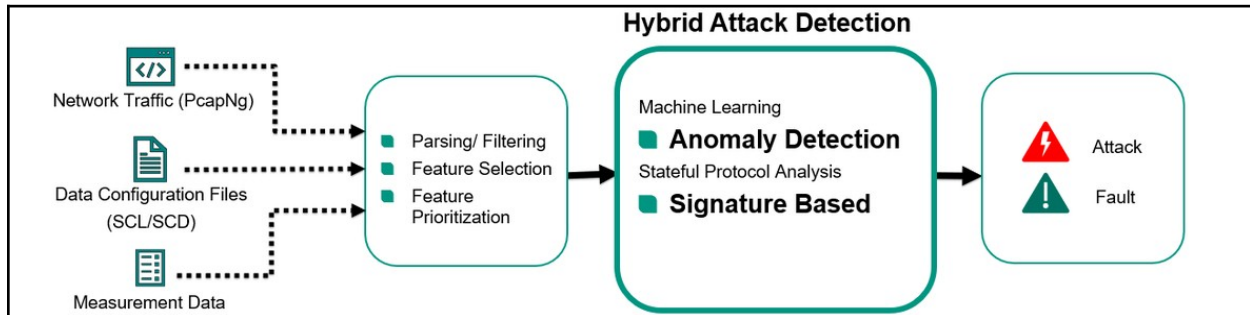 Hybrid Attack Detection
</>
Network Traffic (PcapNg)
Data Configuration Files
(SCL/SCD)
Measurement Data
Parsing/ Filtering
Feature Selection
Feature
Prioritization
Machine Learning
Anomaly Detection
Stateful Protocol Analysis
Signature Based
Attack
Fault